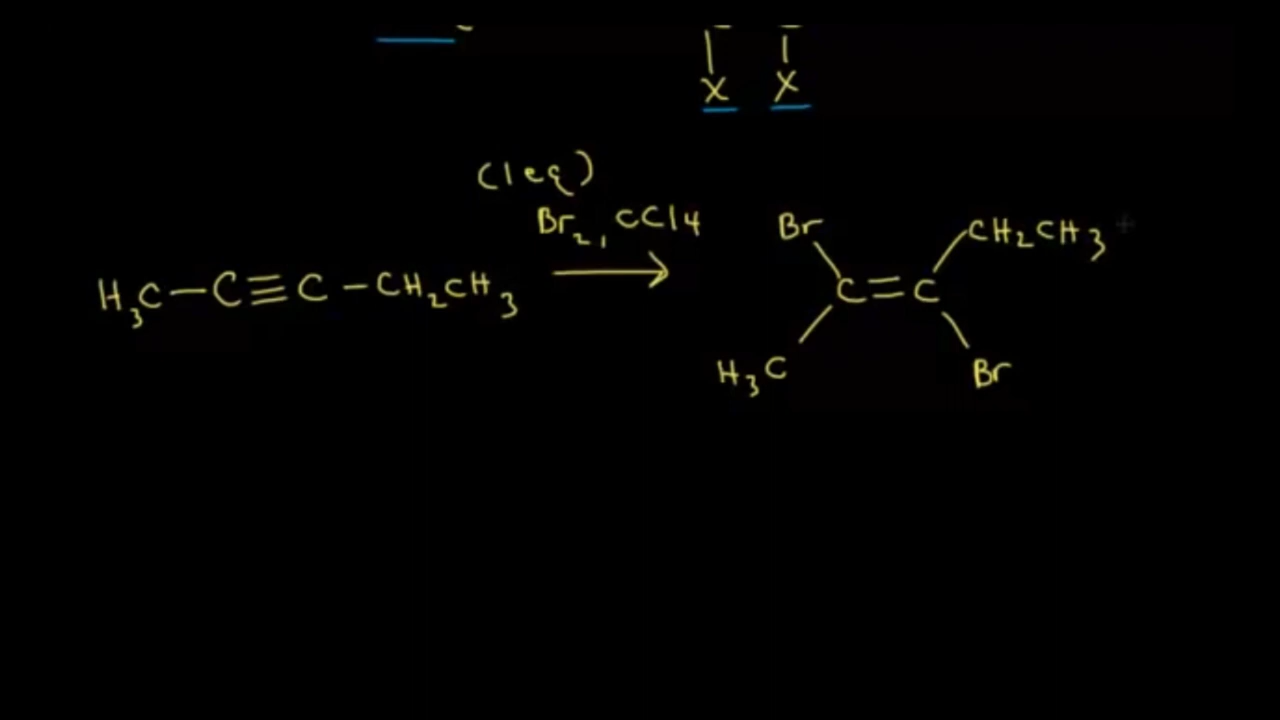 X X
(1eq)
Br2, CCl4
H3C-C≡C-CH2CH3
Br CH2CH3
C=C
H3C Br